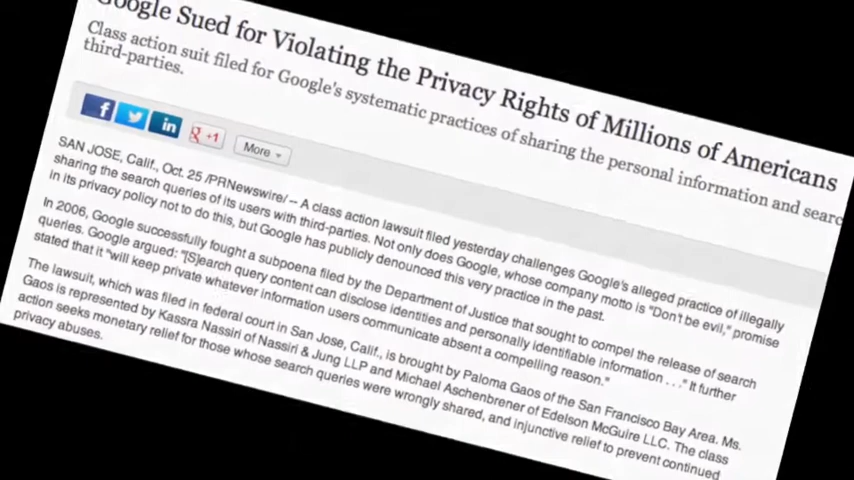 Google Sued for Violating the Privacy Rights of Millions of Americans
Class action suit filed for Google's systematic practices of sharing the personal information and searc
third-parties.
f in g +1 More
SAN JOSE, Calif., Oct. 25 /PRNewswire/ -- A class action lawsuit filed yesterday challenges Google's alleged practice of illegally
sharing the search queries of its users with third-parties. Not only does Google, whose company motto is "Don't be evil," promise
in its privacy policy not to do this, but Google has publicly denounced this very practice in the past.
In 2006, Google successfully fought a subpoena filed by the Department of Justice that sought to compel the release of search
queries. Google argued: "[S]earch query content can disclose identities and personally identifiable information . . ." It further
stated that it "will keep private whatever information users communicate absent a compelling reason."
The lawsuit, which was filed in federal court in San Jose, Calif., is brought by Paloma Gaos of the San Francisco Bay Area. Ms.
Gaos is represented by Kassra Nassiri of Nassiri & Jung LLP and Michael Aschenbrener of Edelson McGuire LLC. The class
action seeks monetary relief for those whose search queries were wrongly shared, and injunctive relief to prevent continued
privacy abuses.